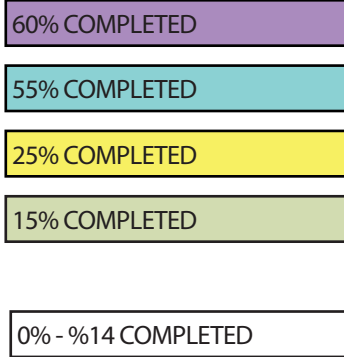 60% COMPLETED
55% COMPLETED
25% COMPLETED
15% COMPLETED
0% - %14 COMPLETED